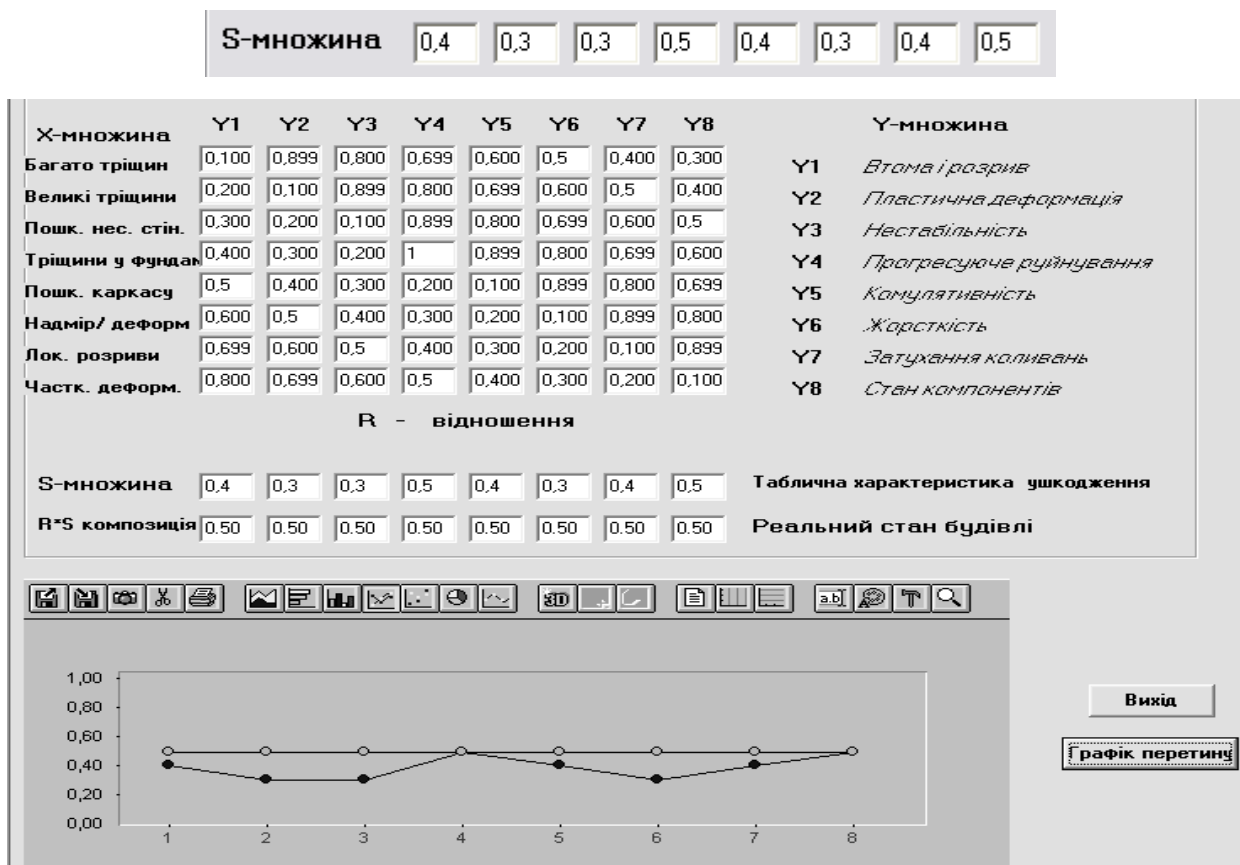 S-множина 0,4 0,3 0,3 0,5 0,4 0,3 0,4 0,5
X-множина Y1 Y2 Y3 Y4 Y5 Y6 Y7 Y8 Y-множина
Багато тріщин 0,100 0,899 0,800 0,699 0,600 0,5 0,400 0,300 Y1 Втома і розрив
Великі тріщини 0,200 0,100 0,899 0,800 0,699 0,600 0,5 0,400 Y2 Пластична деформація
Пошк. нес. стін. 0,300 0,200 0,100 0,899 0,800 0,699 0,600 0,5 Y3 Нестабільність
Тріщини у фундам 0,400 0,300 0,200 1 0,899 0,800 0,699 0,600 Y4 Прогресуюче руйнування
Пошк. каркасу 0,5 0,400 0,300 0,200 0,100 0,899 0,800 0,699 Y5 Комулятивність
Надмір/ деформ 0,600 0,5 0,400 0,300 0,200 0,100 0,899 0,800 Y6 Жорсткість
Лок. розриви 0,699 0,600 0,5 0,400 0,300 0,200 0,100 0,899 Y7 Затухання коливань
Частк. деформ. 0,800 0,699 0,600 0,5 0,400 0,300 0,200 0,100 Y8 Стан компонентів
R - відношення
S-множина 0,4 0,3 0,3 0,5 0,4 0,3 0,4 0,5 Таблична характеристика ушкодження
R*S композиція 0.50 0.50 0.50 0.50 0.50 0.50 0.50 0.50 Реальний стан будівлі
3D a.b
1,00
0,80
0,60
0,40
0,20
0,00
1 2 3 4 5 6 7 8
Вихід
Графік перетину